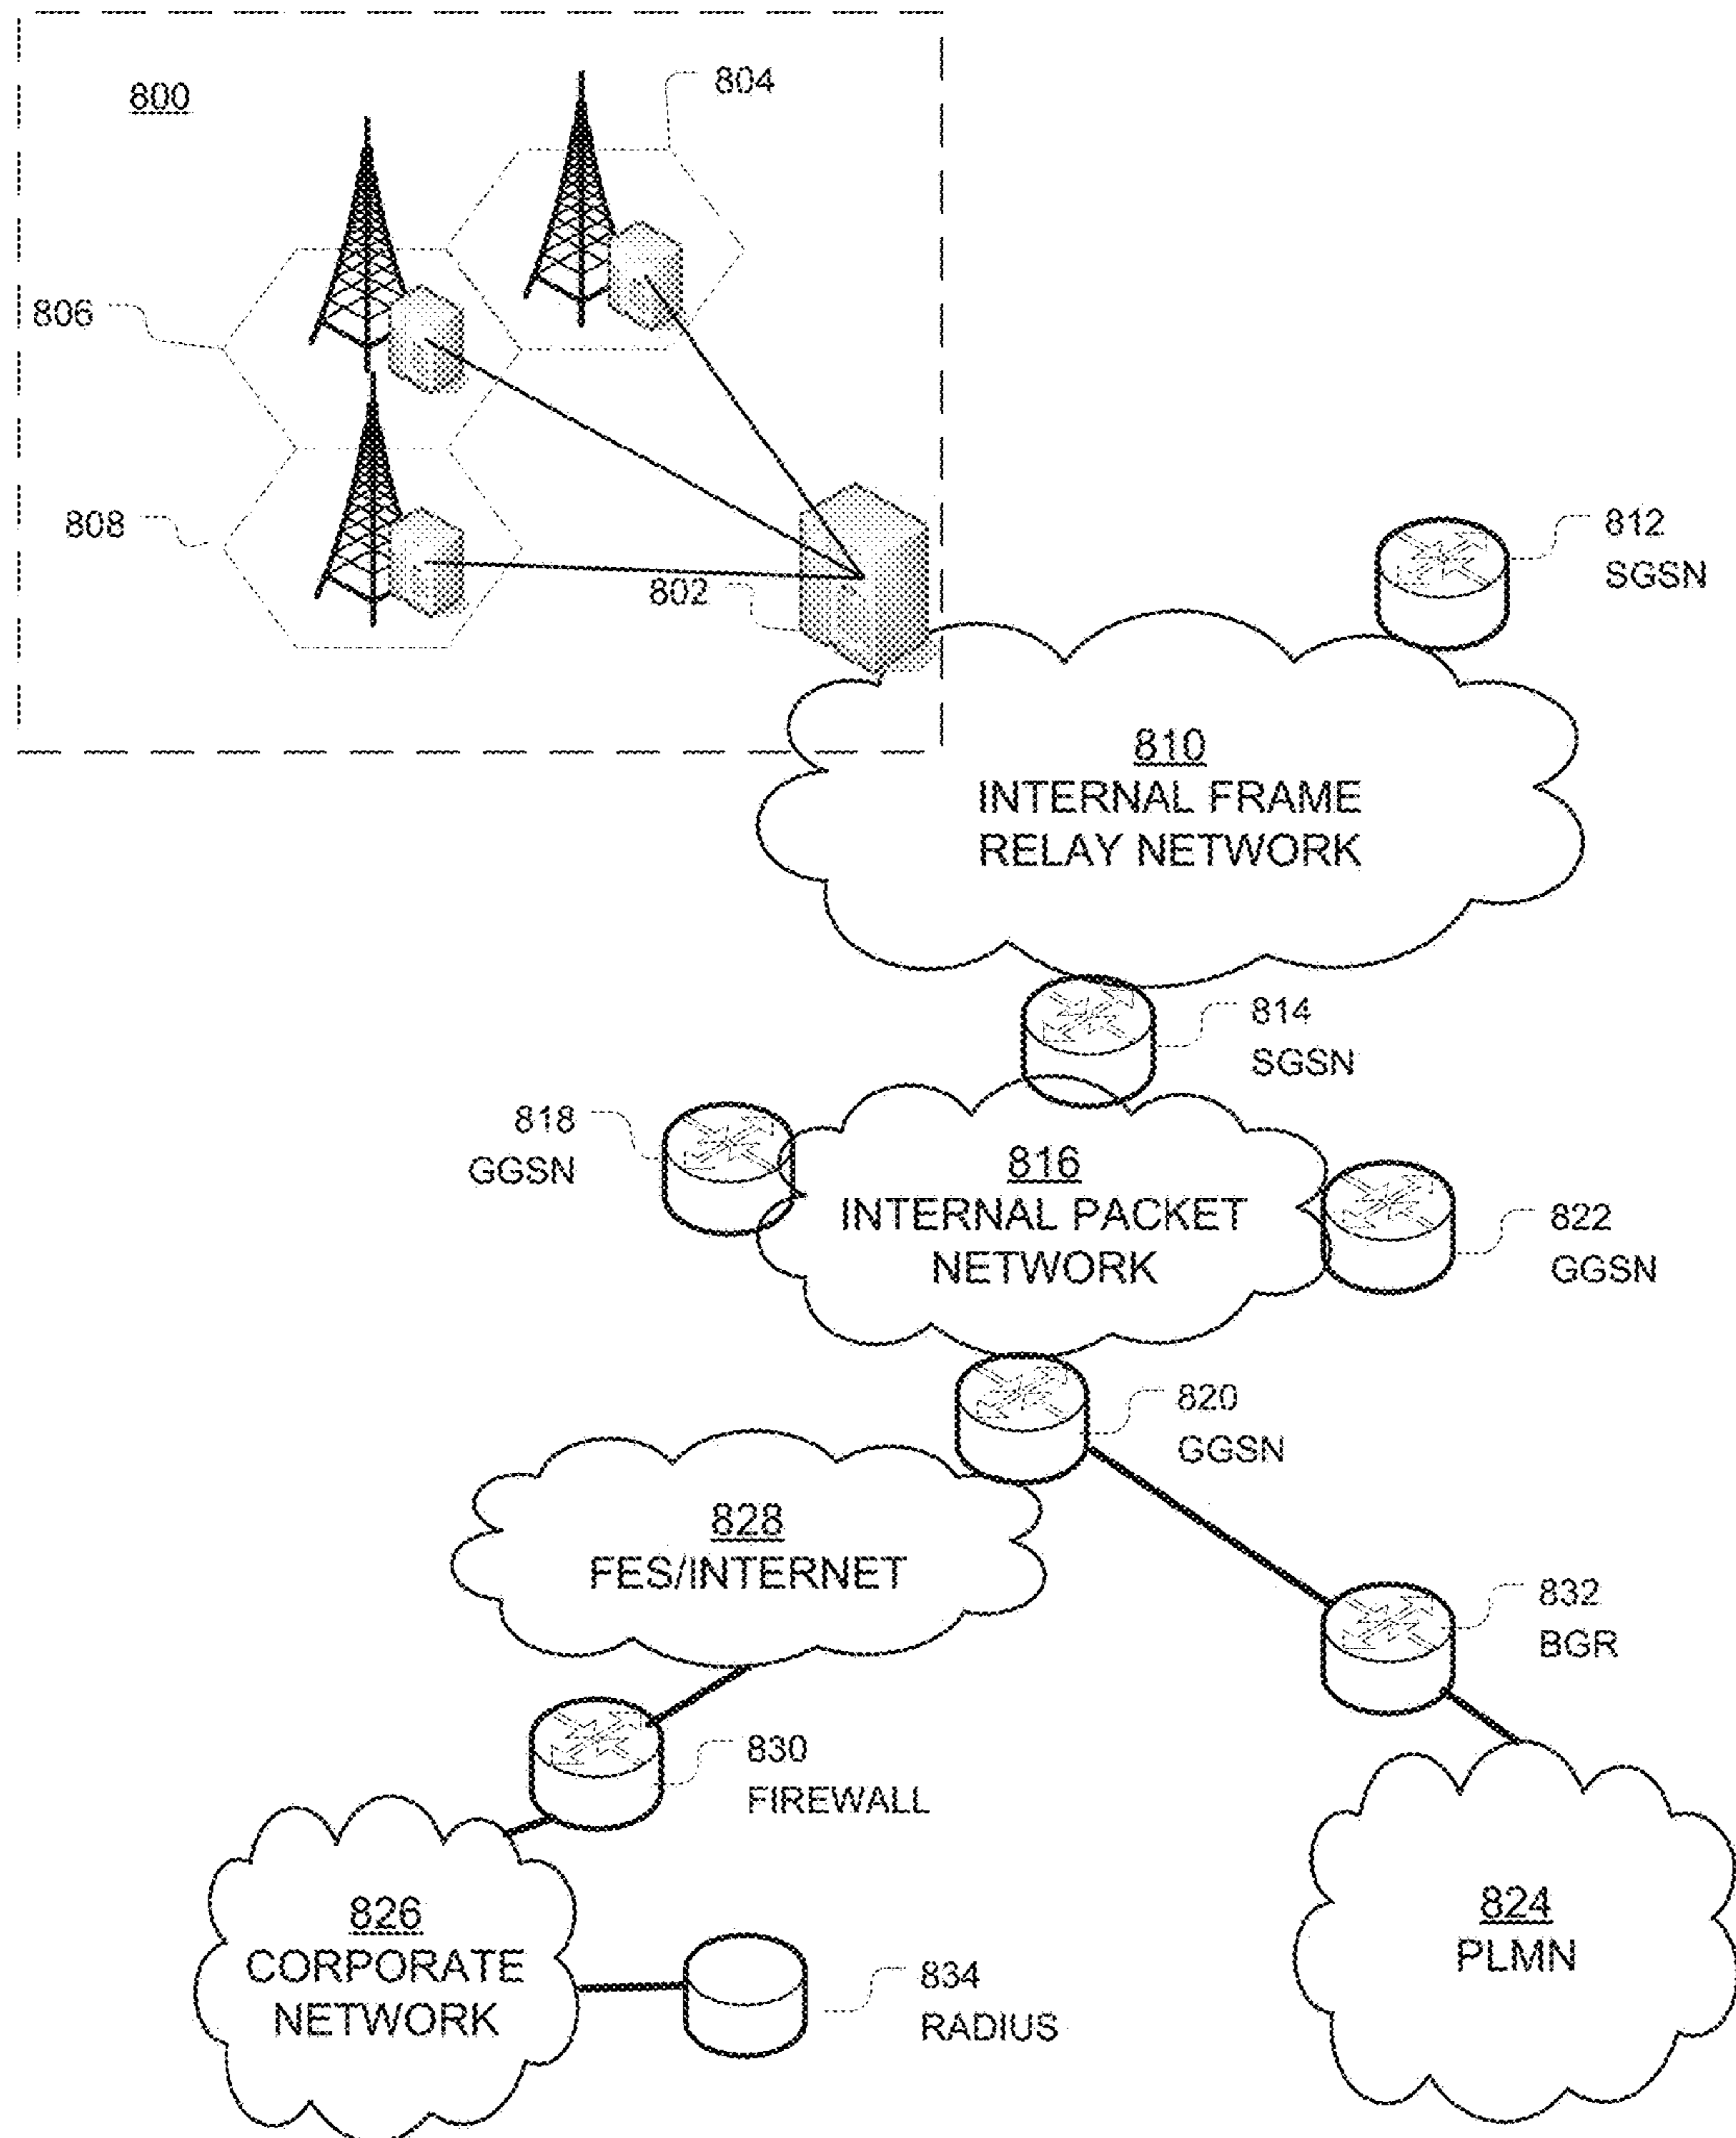 800
804
806
808
802
812
SGSN
810
INTERNAL FRAME
RELAY NETWORK
814
SGSN
818
GGSN
816
INTERNAL PACKET
NETWORK
822
GGSN
820
GGSN
828
FES/INTERNET
832
BGR
830
FIREWALL
826
CORPORATE
NETWORK
824
PLMN
834
RADIUS